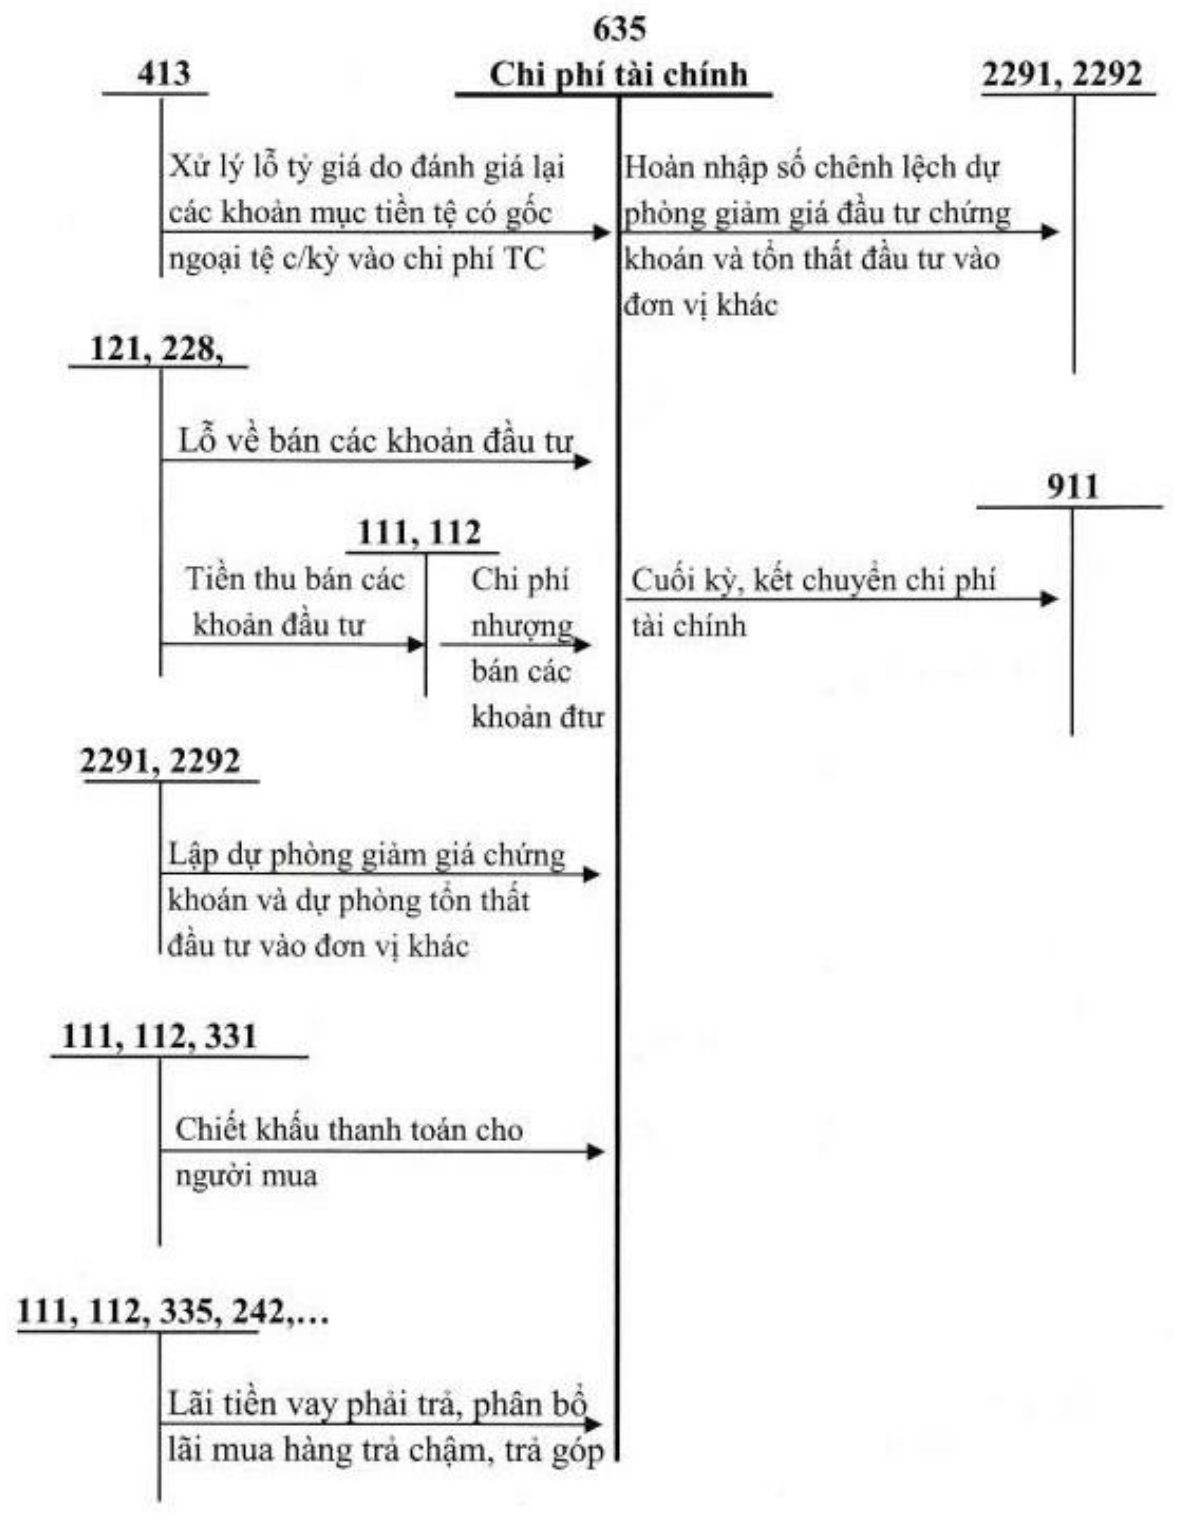 635
413
Chi phí tài chính
2291, 2292
Xử lý lỗ tỷ giá do đánh giá lại
các khoản mục tiền tệ có gốc
ngoại tệ c/kỳ vào chi phí TC
Hoàn nhập số chênh lệch dự
phòng giảm giá đầu tư chứng
khoán và tổn thất đầu tư vào
đơn vị khác
121, 228,
Lỗ về bán các khoản đầu tư
911
111, 112
Tiền thu bán các
khoản đầu tư
Chi phí
nhượng
bán các
khoản đtư
Cuối kỳ, kết chuyển chi phí
tài chính
2291, 2292
Lập dự phòng giảm giá chứng
khoán và dự phòng tổn thất
đầu tư vào đơn vị khác
111, 112, 331
Chiết khấu thanh toán cho
người mua
111, 112, 335, 242,...
Lãi tiền vay phải trả, phân bổ
lãi mua hàng trả chậm, trả góp